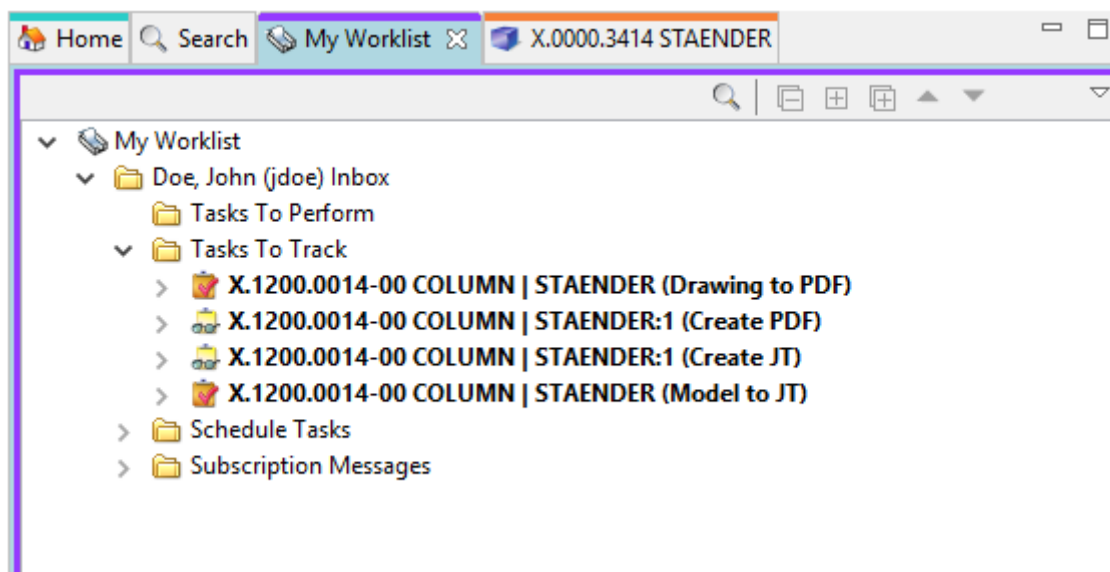 Home Search My Worklist X.0000.3414 STAENDER
My Worklist
Doe, John (jdoe) Inbox
Tasks To Perform
Tasks To Track
X.1200.0014-00 COLUMN | STAENDER (Drawing to PDF)
X.1200.0014-00 COLUMN | STAENDER:1 (Create PDF)
X.1200.0014-00 COLUMN | STAENDER:1 (Create JT)
X.1200.0014-00 COLUMN | STAENDER (Model to JT)
Schedule Tasks
Subscription Messages